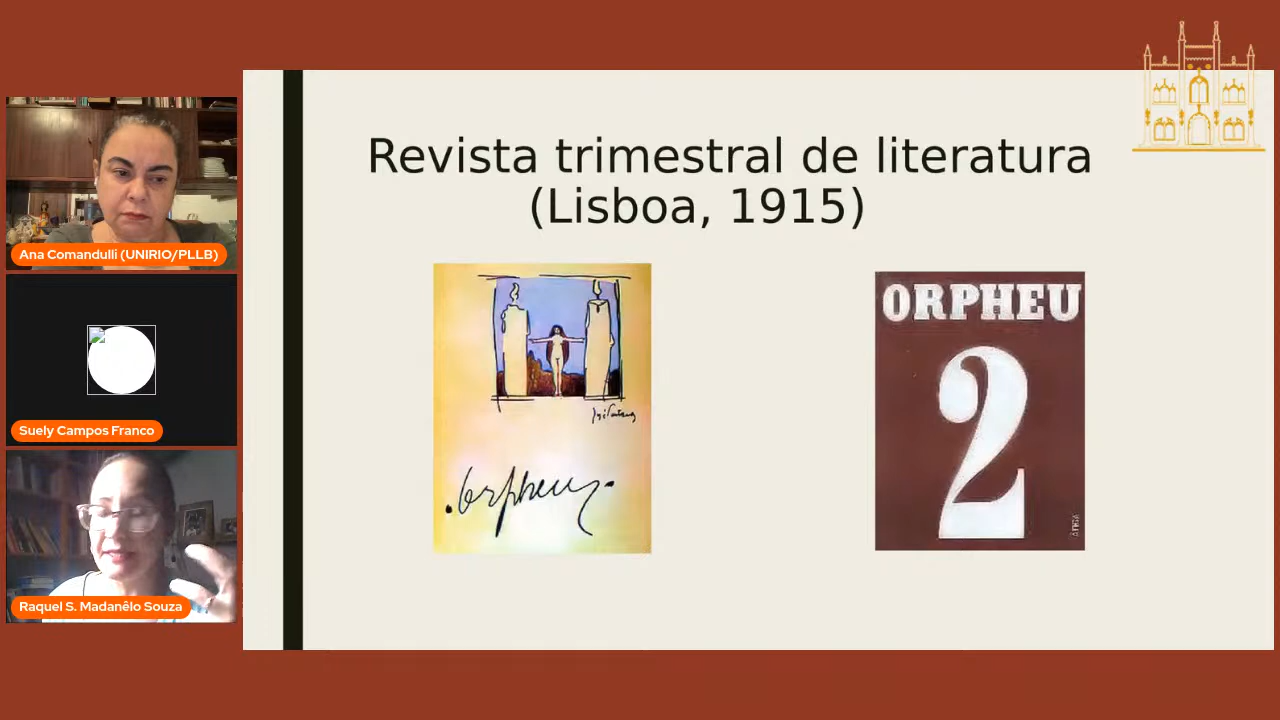 Revista trimestral de literatura
(Lisboa, 1915)
orpheu
ORPHEU
2
Ana Comandulli (UNIRIO/PLLB)
Suely Campos Franco
Raquel S. Madanêlo Souza